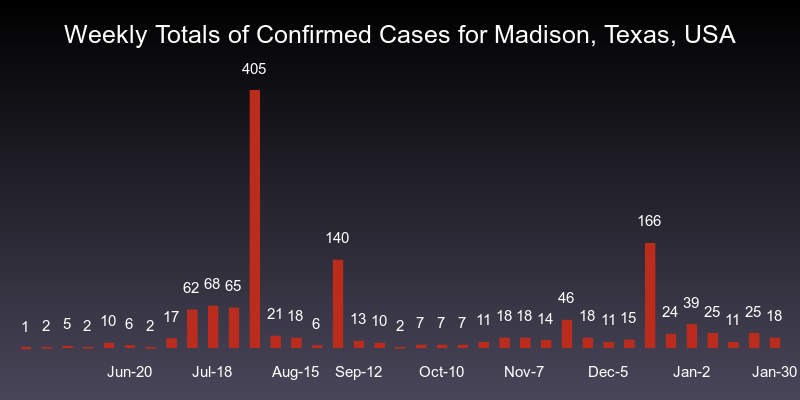 Weekly Totals of Confirmed Cases for Madison, Texas, USA
405
166
140
62 68 65
46
39
1 2 5 2 10 6 2 17 21 18 6 13 10 2 7 7 7 11 18 18 14 18 11 15 24 25 11 25 18
Jun-20 Jul-18 Aug-15 Sep-12 Oct-10 Nov-7 Dec-5 Jan-2 Jan-30